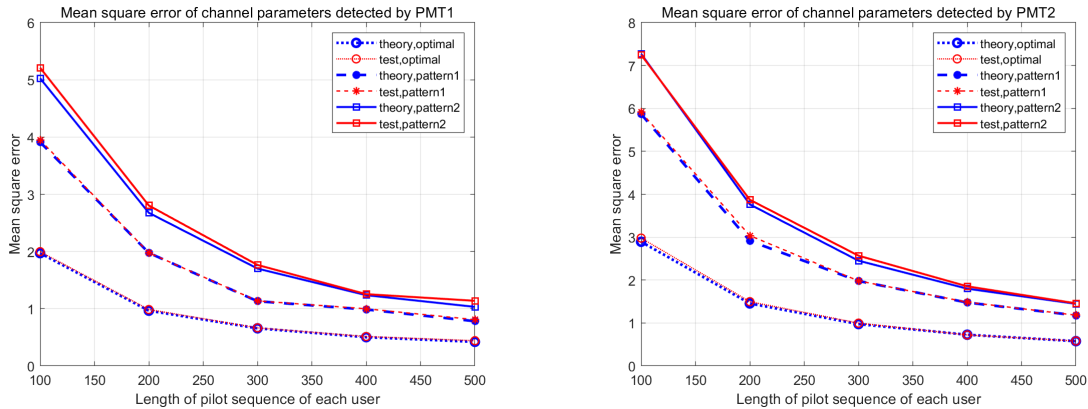 Mean square error of channel parameters detected by PMT1
6
5
4
3
2
1
0
Mean square error
100 150 200 250 300 350 400 450 500
Length of pilot sequence of each user
theory,optimal
test,optimal
theory,pattern1
test,pattern1
theory,pattern2
test,pattern2
Mean square error of channel parameters detected by PMT2
8
7
6
5
4
3
2
1
0
Mean square error
100 150 200 250 300 350 400 450 500
Length of pilot sequence of each user
theory,optimal
test,optimal
theory,pattern1
test,pattern1
theory,pattern2
test,pattern2